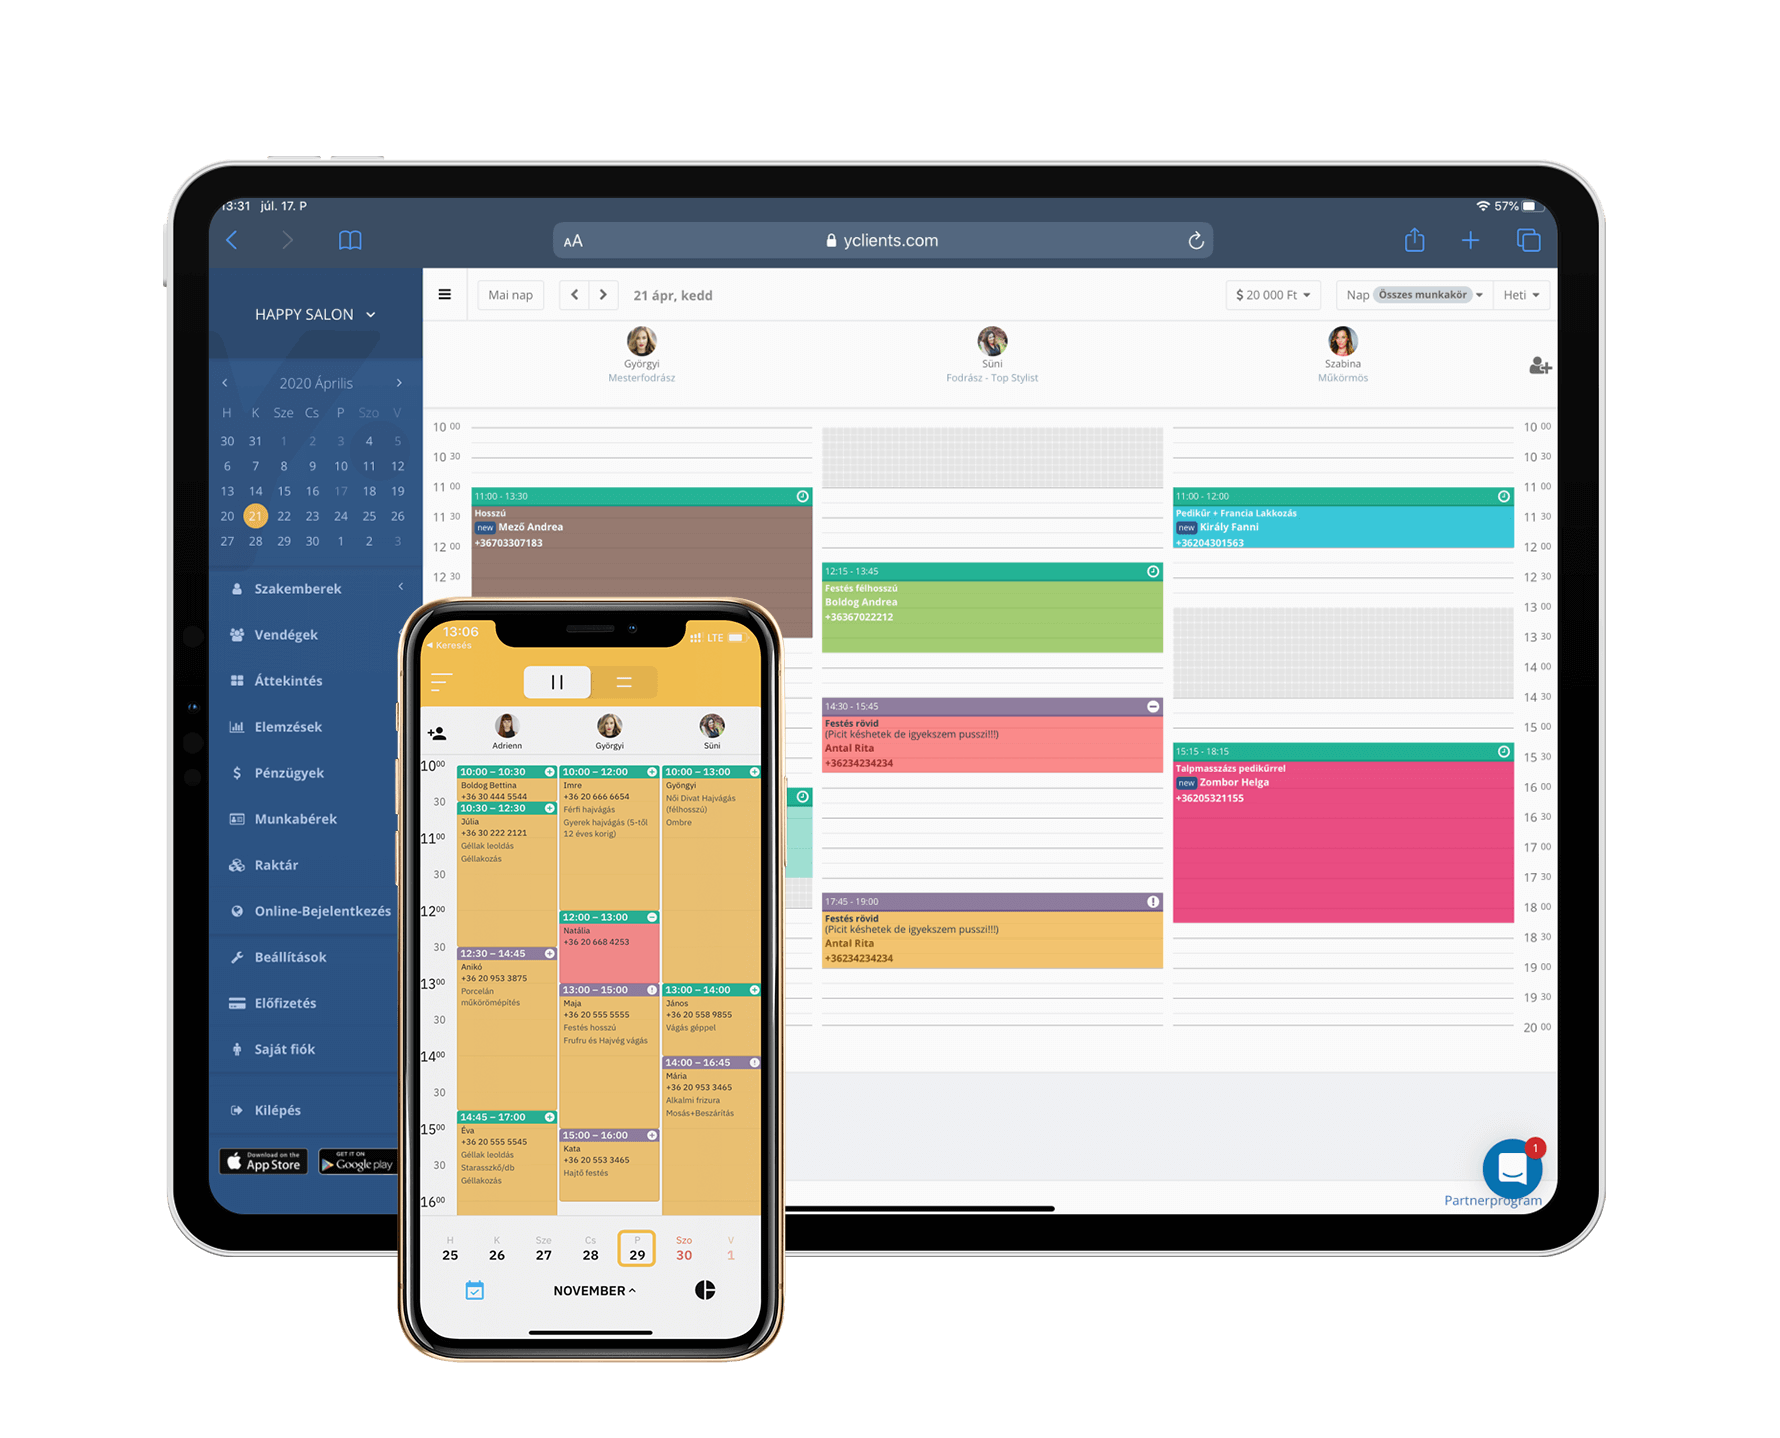 13:31 júl. 17. P
57%
AA
yclients.com
HAPPY SALON
Mai nap
21 ápr, kedd
$ 20 000 Ft
Nap Összes munkakör
Heti
Györgyi
Mesterfodrász
Süni
Fodrász - Top Stylist
Szabina
Műkörmös
2020 Április
H K Sze Cs P Szo V
30 31 1 2 3 4 5
6 7 8 9 10 11 12
13 14 15 16 17 18 19
20 21 22 23 24 25 26
27 28 29 30 1 2 3
Szakemberek
Vendégek
Áttekintés
Elemzések
Pénzügyek
Munkabérek
Raktár
Online-Bejelentkezés
Beállítások
Előfizetés
Saját fiók
Kilépés
Download on the
App Store
GET IT ON
Google play
10 00
10 30
11 00
11 30
12 00
12 30
11:00 - 13:30
Hosszú
new Mező Andrea
+36703307183
12:15 - 13:45
Festés félhosszú
Boldog Andrea
+36367022212
14:30 - 15:45
Festés rövid
(Picit késhetek de igyekszem pusszi!!!)
Antal Rita
+36234234234
17:45 - 19:00
Festés rövid
(Picit késhetek de igyekszem pusszi!!!)
Antal Rita
+36234234234
11:00 - 12:00
Pedikűr + Francia Lakkozás
new Király Fanni
+36204301563
15:15 - 18:15
Talpmasszázs pedikűrrel
new Zombor Helga
+36205321155
10 00
10 30
11 00
11 30
12 00
12 30
13 00
13 30
14 00
14 30
15 00
15 30
16 00
16 30
17 00
17 30
18 00
18 30
19 00
19 30
20 00
1
Partnerprogram
13:06
LTE
Keresés
Adrienn
Györgyi
Süni
10 00
30
11 00
30
12 00
30
13 00
30
14 00
30
15 00
30
16 00
10:00 – 10:30
Boldog Bettina
+36 30 444 5544
10:30 – 12:30
Júlia
+36 30 222 2121
Géllak leoldás
Géllakozás
12:30 – 14:45
Anikó
+36 20 953 3875
Porcelán
műkörömépítés
14:45 – 17:00
Éva
+36 20 555 5545
Géllak leoldás
Starasszkő/db
Géllakozás
10:00 – 12:00
Imre
+36 20 666 6654
Férfi hajvágás
Gyerek hajvágás (5-től
12 éves korig)
12:00 – 13:00
Natália
+36 20 668 4253
13:00 – 15:00
Maja
+36 20 555 5555
Festés hosszú
Frufru és Hajvég vágás
15:00 – 16:00
Kata
+36 20 553 3465
Hajtő festés
10:00 – 13:00
Gyöngyi
Női Divat Hajvágás
(félhosszú)
Ombre
13:00 – 14:00
János
+36 20 558 9855
Vágás géppel
14:00 – 16:45
Mária
+36 20 953 3465
Alkalmi frizura
Mosás+Beszárítás
H K Sze Cs P Szo V
25 26 27 28 29 30 1
NOVEMBER